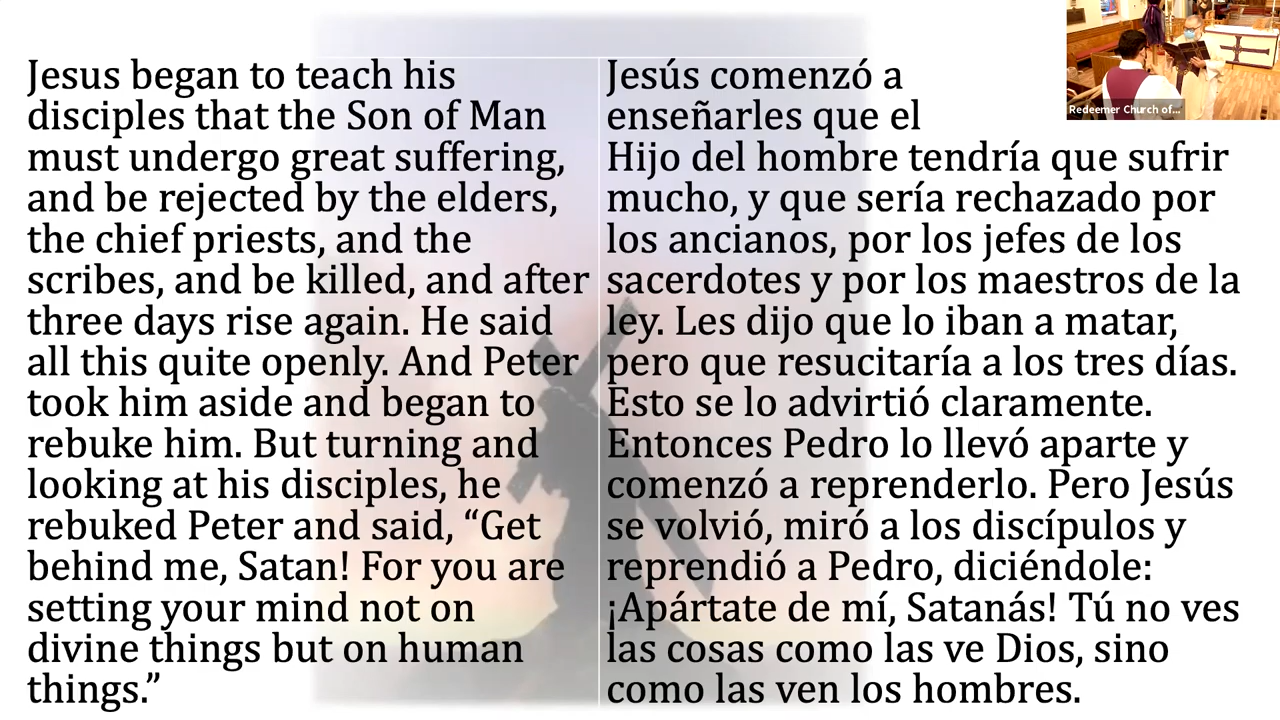 Jesus began to teach his
disciples that the Son of Man
must undergo great suffering,
and be rejected by the elders,
the chief priests, and the
scribes, and be killed, and after
three days rise again. He said
all this quite openly. And Peter
took him aside and began to
rebuke him. But turning and
looking at his disciples, he
rebuked Peter and said, “Get
behind me, Satan! For you are
setting your mind not on
divine things but on human
things.”
Jesús comenzó a
enseñarles que el
Hijo del hombre tendría que sufrir
mucho, y que sería rechazado por
los ancianos, por los jefes de los
sacerdotes y por los maestros de la
ley. Les dijo que lo iban a matar,
pero que resucitaría a los tres días.
Esto se lo advirtió claramente.
Entonces Pedro lo llevó aparte y
comenzó a reprenderlo. Pero Jesús
se volvió, miró a los discípulos y
reprendió a Pedro, diciéndole:
¡Apártate de mí, Satanás! Tú no ves
las cosas como las ve Dios, sino
como las ven los hombres.
Redeemer Church of...